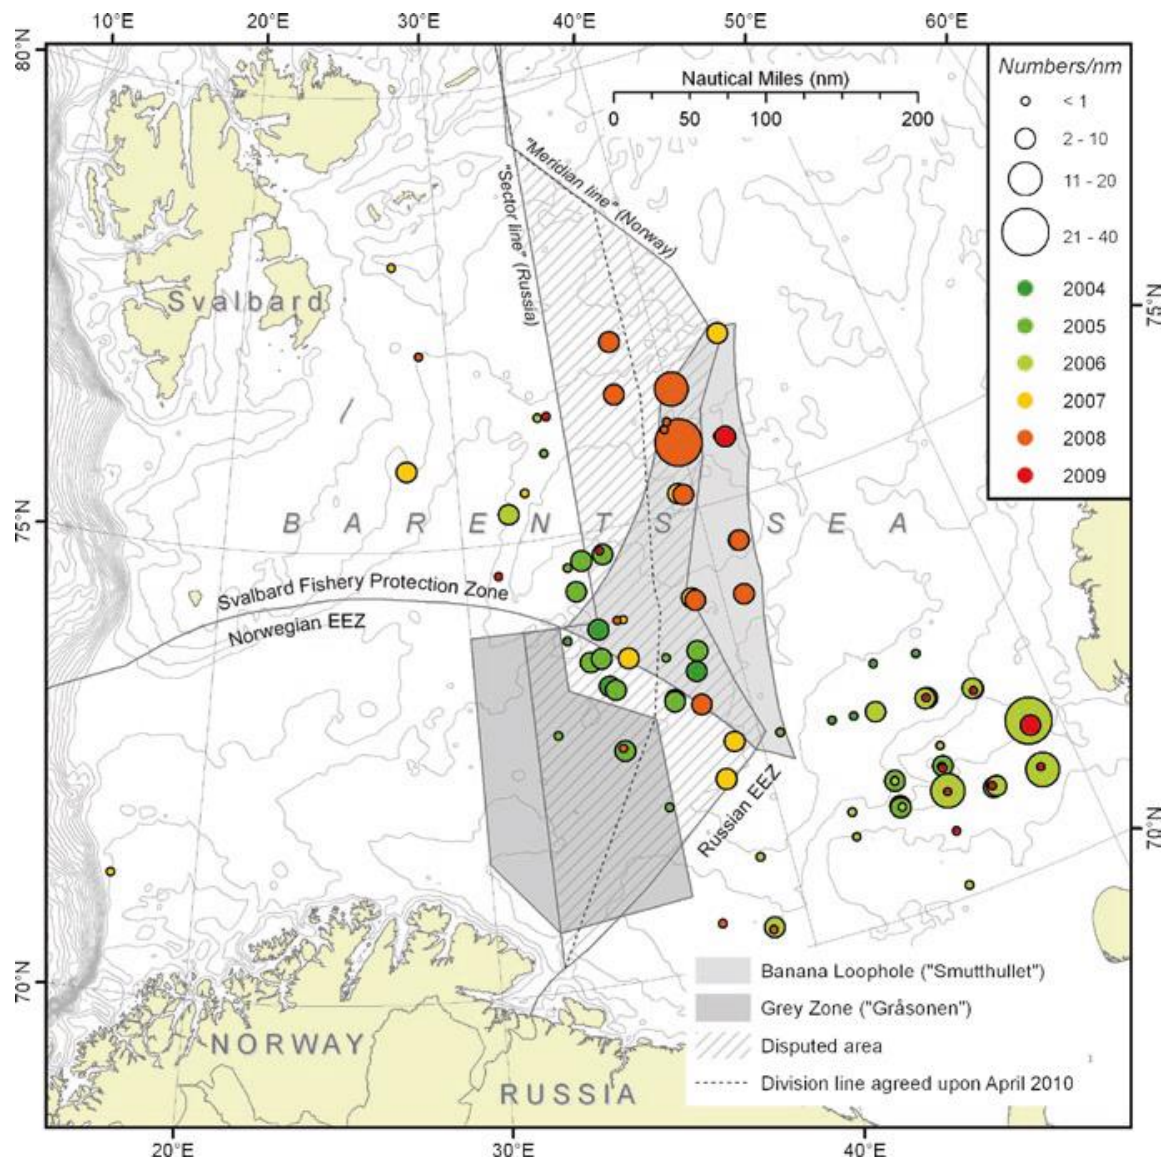 10°E 20°E 30°E 40°E 50°E 60°E
80°N
Nautical Miles (nm)
0 50 100 200
Numbers/nm
< 1
2 - 10
11 - 20
21 - 40
2004
2005
2006
2007
2008
2009
"Meridian line" (Norway)
"Sector line" (Russia)
Svalbard
75°N
75°N
BARENTS SEA
Svalbard Fishery Protection Zone
Norwegian EEZ
Russian EEZ
70°N
70°N
Banana Loophole ("Smutthullet")
Grey Zone ("Gråsonen")
Disputed area
Division line agreed upon April 2010
1
NORWAY
RUSSIA
20°E 30°E 40°E